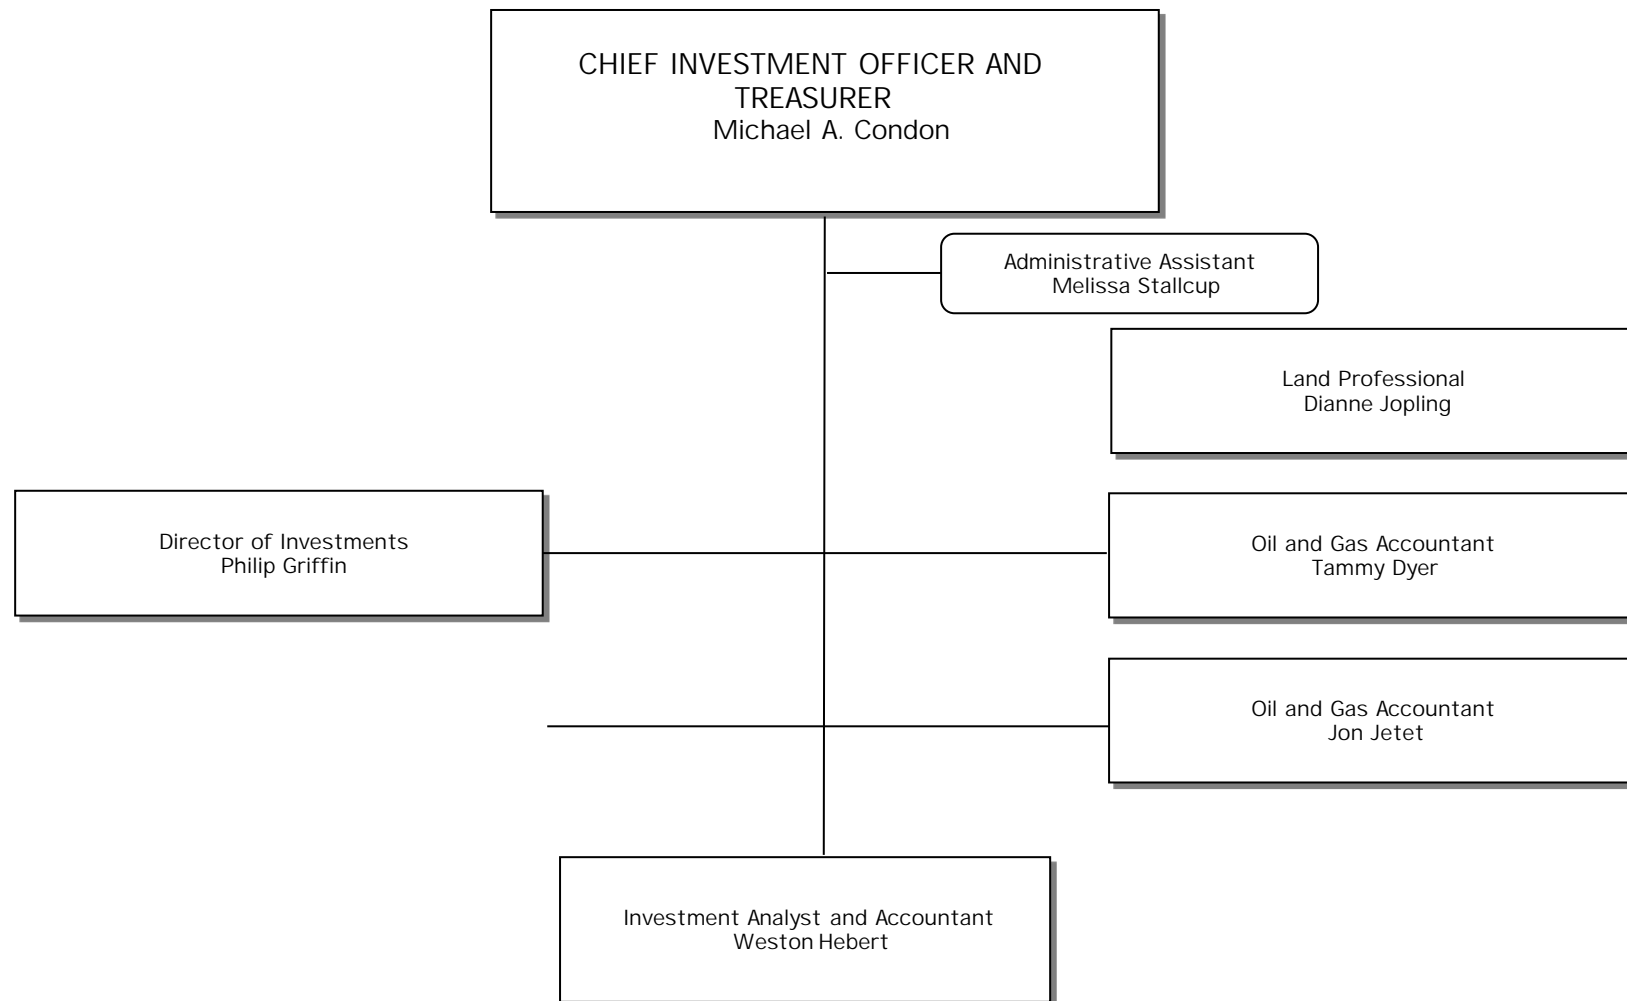 CHIEF INVESTMENT OFFICER AND
TREASURER
Michael A. Condon
Administrative Assistant
Melissa Stallcup
Land Professional
Dianne Jopling
Director of Investments
Philip Griffin
Oil and Gas Accountant
Tammy Dyer
Oil and Gas Accountant
Jon Jetet
Investment Analyst and Accountant
Weston Hebert